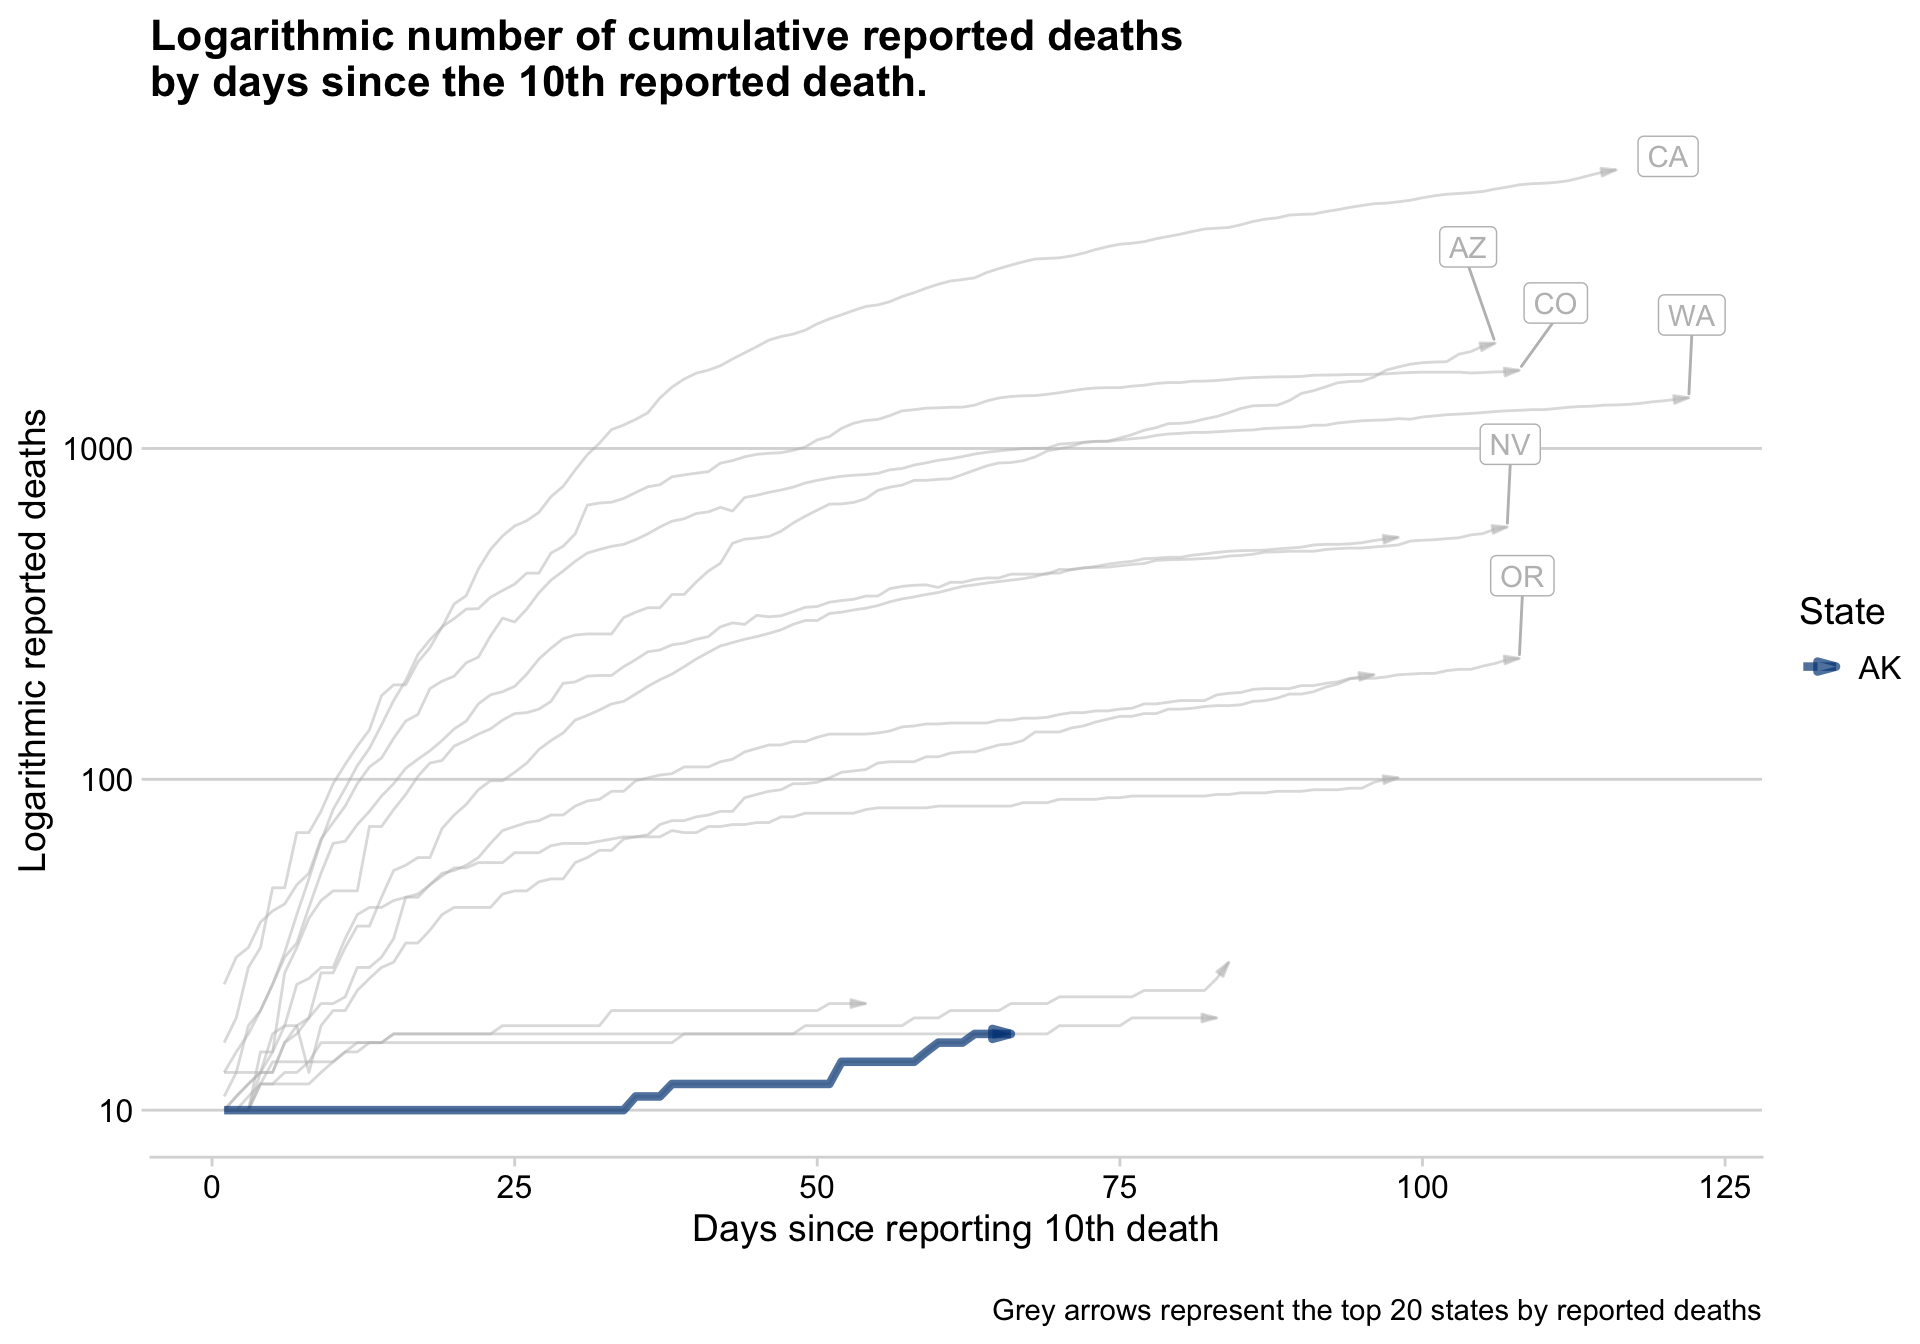 Logarithmic number of cumulative reported deaths
by days since the 10th reported death.
CA
AZ
CO
WA
NV
OR
1000
100
10
Logarithmic reported deaths
0 25 50 75 100 125
Days since reporting 10th death
State
AK
Grey arrows represent the top 20 states by reported deaths